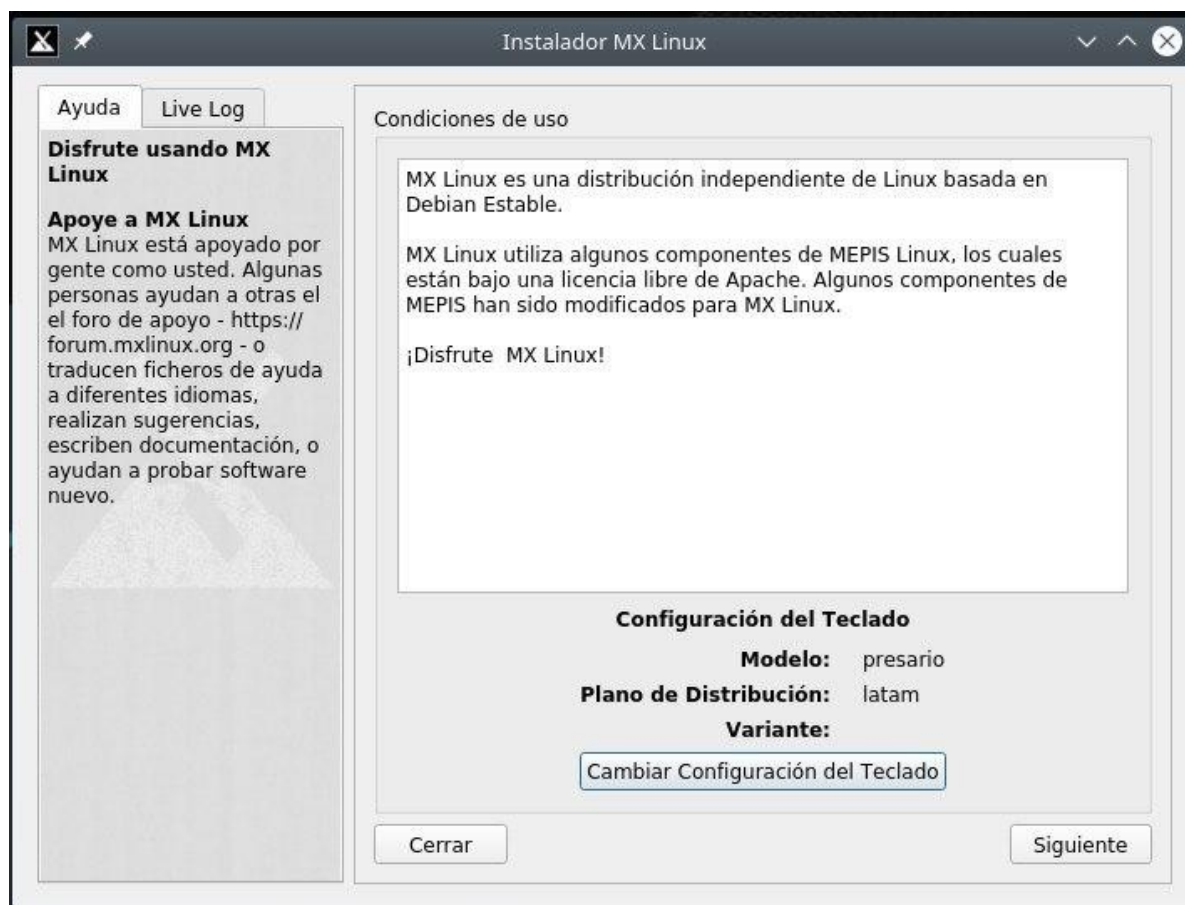 Instalador MX Linux
Ayuda
Live Log
Disfrute usando MX
Linux
Apoye a MX Linux
MX Linux está apoyado por
gente como usted. Algunas
personas ayudan a otras el
el foro de apoyo - https://
forum.mxlinux.org - o
traducen ficheros de ayuda
a diferentes idiomas,
realizan sugerencias,
escriben documentación, o
ayudan a probar software
nuevo.
Condiciones de uso
MX Linux es una distribución independiente de Linux basada en
Debian Estable.
MX Linux utiliza algunos componentes de MEPIS Linux, los cuales
están bajo una licencia libre de Apache. Algunos componentes de
MEPIS han sido modificados para MX Linux.
¡Disfrute  MX Linux!
Configuración del Teclado
Modelo: presario
Plano de Distribución: latam
Variante:
Cambiar Configuración del Teclado
Cerrar
Siguiente